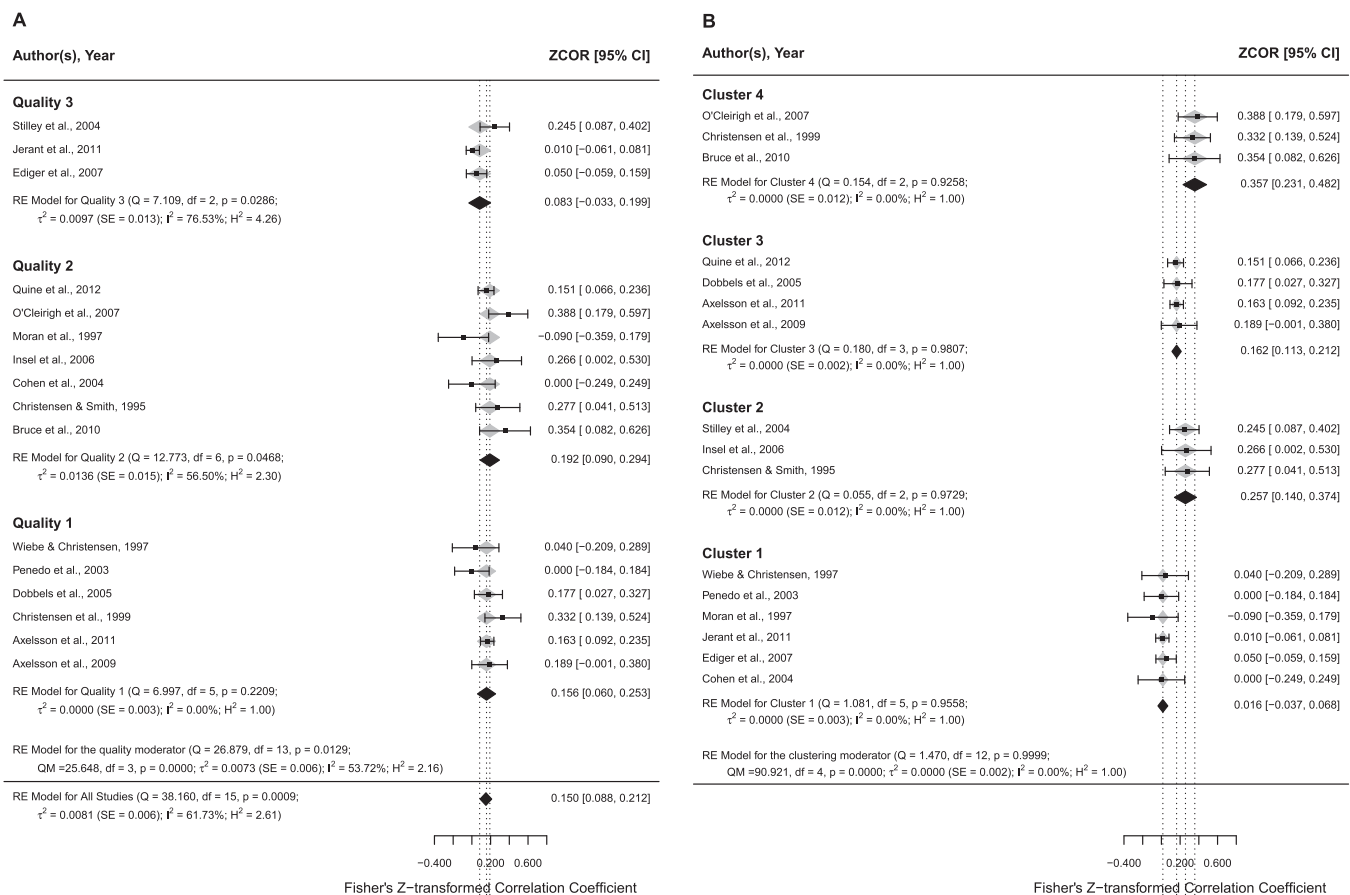 A
Author(s), Year ZCOR [95% CI]
Quality 3
Stilley et al., 2004 0.245 [ 0.087, 0.402]
Jerant et al., 2011 0.010 [−0.061, 0.081]
Ediger et al., 2007 0.050 [−0.059, 0.159]
RE Model for Quality 3 (Q = 7.109, df = 2, p = 0.0286; 0.083 [−0.033, 0.199]
τ² = 0.0097 (SE = 0.013); I² = 76.53%; H² = 4.26)
Quality 2
Quine et al., 2012 0.151 [ 0.066, 0.236]
O'Cleirigh et al., 2007 0.388 [ 0.179, 0.597]
Moran et al., 1997 −0.090 [−0.359, 0.179]
Insel et al., 2006 0.266 [ 0.002, 0.530]
Cohen et al., 2004 0.000 [−0.249, 0.249]
Christensen & Smith, 1995 0.277 [ 0.041, 0.513]
Bruce et al., 2010 0.354 [ 0.082, 0.626]
RE Model for Quality 2 (Q = 12.773, df = 6, p = 0.0468; 0.192 [0.090, 0.294]
τ² = 0.0136 (SE = 0.015); I² = 56.50%; H² = 2.30)
Quality 1
Wiebe & Christensen, 1997 0.040 [−0.209, 0.289]
Penedo et al., 2003 0.000 [−0.184, 0.184]
Dobbels et al., 2005 0.177 [ 0.027, 0.327]
Christensen et al., 1999 0.332 [ 0.139, 0.524]
Axelsson et al., 2011 0.163 [ 0.092, 0.235]
Axelsson et al., 2009 0.189 [−0.001, 0.380]
RE Model for Quality 1 (Q = 6.997, df = 5, p = 0.2209; 0.156 [0.060, 0.253]
τ² = 0.0000 (SE = 0.003); I² = 0.00%; H² = 1.00)
RE Model for the quality moderator (Q = 26.879, df = 13, p = 0.0129;
QM =25.648, df = 3, p = 0.0000; τ² = 0.0073 (SE = 0.006); I² = 53.72%; H² = 2.16)
RE Model for All Studies (Q = 38.160, df = 15, p = 0.0009; 0.150 [0.088, 0.212]
τ² = 0.0081 (SE = 0.006); I² = 61.73%; H² = 2.61)
−0.400 0.200 0.600
Fisher's Z−transformed Correlation Coefficient
B
Author(s), Year ZCOR [95% CI]
Cluster 4
O'Cleirigh et al., 2007 0.388 [ 0.179, 0.597]
Christensen et al., 1999 0.332 [ 0.139, 0.524]
Bruce et al., 2010 0.354 [ 0.082, 0.626]
RE Model for Cluster 4 (Q = 0.154, df = 2, p = 0.9258; 0.357 [0.231, 0.482]
τ² = 0.0000 (SE = 0.012); I² = 0.00%; H² = 1.00)
Cluster 3
Quine et al., 2012 0.151 [ 0.066, 0.236]
Dobbels et al., 2005 0.177 [ 0.027, 0.327]
Axelsson et al., 2011 0.163 [ 0.092, 0.235]
Axelsson et al., 2009 0.189 [−0.001, 0.380]
RE Model for Cluster 3 (Q = 0.180, df = 3, p = 0.9807; 0.162 [0.113, 0.212]
τ² = 0.0000 (SE = 0.002); I² = 0.00%; H² = 1.00)
Cluster 2
Stilley et al., 2004 0.245 [ 0.087, 0.402]
Insel et al., 2006 0.266 [ 0.002, 0.530]
Christensen & Smith, 1995 0.277 [ 0.041, 0.513]
RE Model for Cluster 2 (Q = 0.055, df = 2, p = 0.9729; 0.257 [0.140, 0.374]
τ² = 0.0000 (SE = 0.012); I² = 0.00%; H² = 1.00)
Cluster 1
Wiebe & Christensen, 1997 0.040 [−0.209, 0.289]
Penedo et al., 2003 0.000 [−0.184, 0.184]
Moran et al., 1997 −0.090 [−0.359, 0.179]
Jerant et al., 2011 0.010 [−0.061, 0.081]
Ediger et al., 2007 0.050 [−0.059, 0.159]
Cohen et al., 2004 0.000 [−0.249, 0.249]
RE Model for Cluster 1 (Q = 1.081, df = 5, p = 0.9558; 0.016 [−0.037, 0.068]
τ² = 0.0000 (SE = 0.003); I² = 0.00%; H² = 1.00)
RE Model for the clustering moderator (Q = 1.470, df = 12, p = 0.9999;
QM =90.921, df = 4, p = 0.0000; τ² = 0.0000 (SE = 0.002); I² = 0.00%; H² = 1.00)
−0.400 0.200 0.600
Fisher's Z−transformed Correlation Coefficient